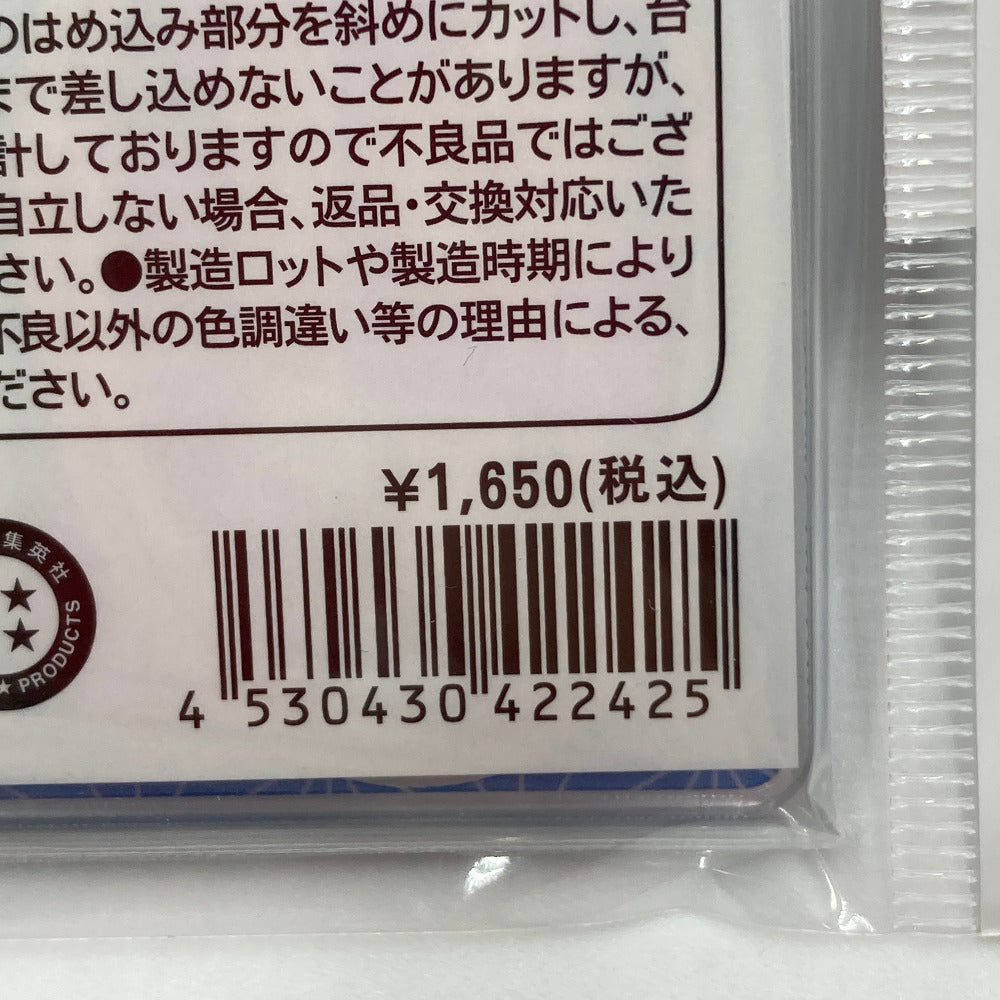 のはめ込み部分を斜めにカットし、台
まで差し込めないことがありますが、
計しておりますので不良品ではござ
自立しない場合、返品・交換対応いた
さい。●製造ロットや製造時期により
不良以外の色調違い等の理由による、
ださい。
¥1,650(税込)
集英社
★ PRODUCTS
4 530430 422425